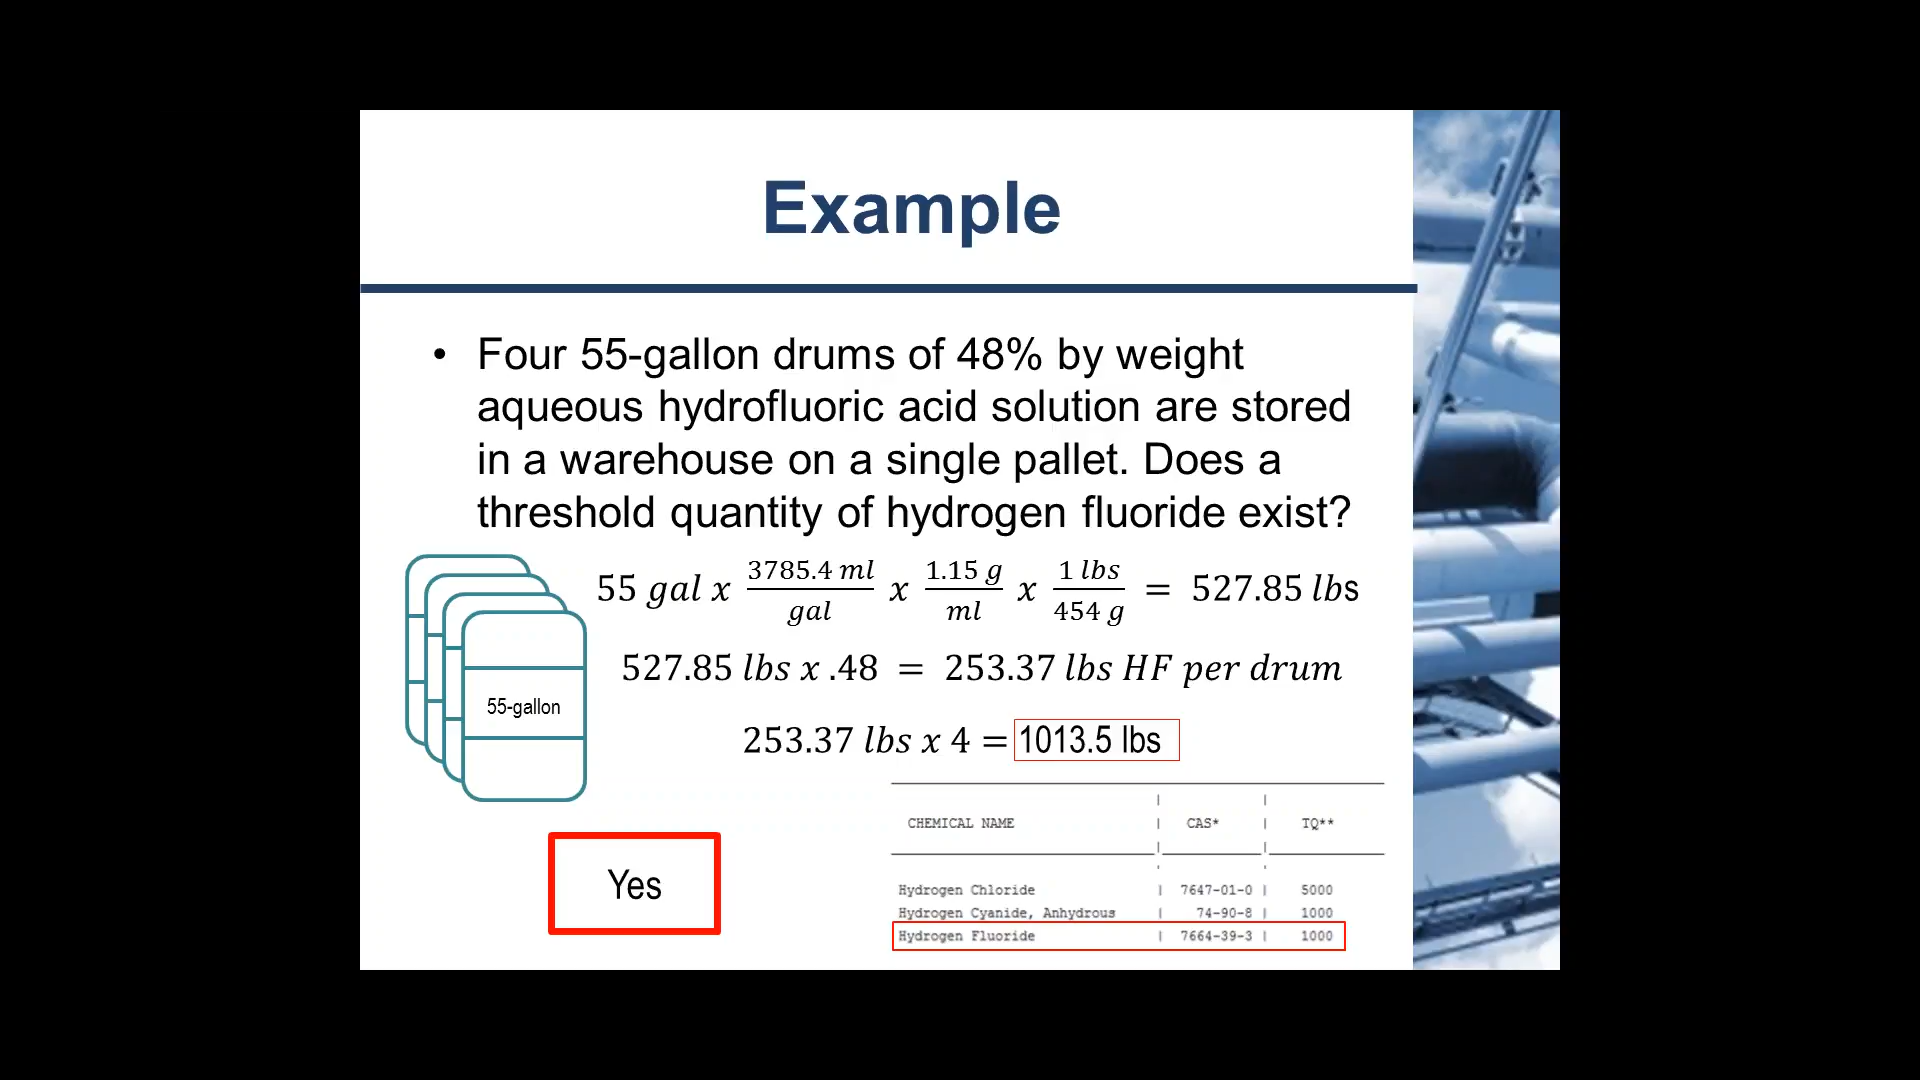 Example
• Four 55-gallon drums of 48% by weight
aqueous hydrofluoric acid solution are stored
in a warehouse on a single pallet. Does a
threshold quantity of hydrogen fluoride exist?
55 gal x 3785.4 ml/gal x 1.15 g/ml x 1 lbs/454 g = 527.85 lbs
527.85 lbs x .48 = 253.37 lbs HF per drum
55-gallon
253.37 lbs x 4 = 1013.5 lbs
CHEMICAL NAME | CAS* | TQ**
Yes
Hydrogen Chloride | 7647-01-0 | 5000
Hydrogen Cyanide, Anhydrous | 74-90-8 | 1000
Hydrogen Fluoride | 7664-39-3 | 1000